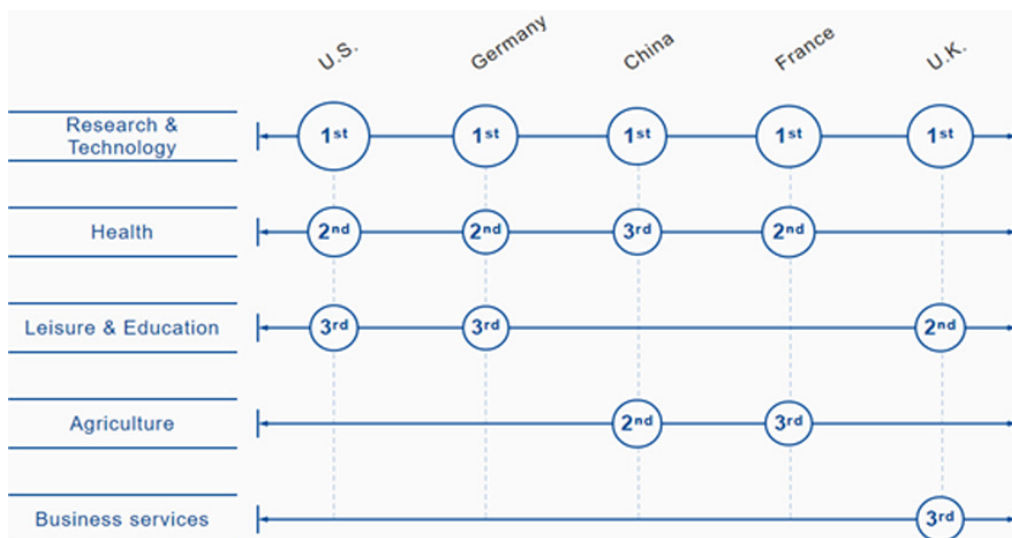 U.S. Germany China France U.K.
Research &
Technology
1st 1st 1st 1st 1st
Health 2nd 2nd 3rd 2nd
Leisure & Education 3rd 3rd 2nd
Agriculture 2nd 3rd
Business services 3rd